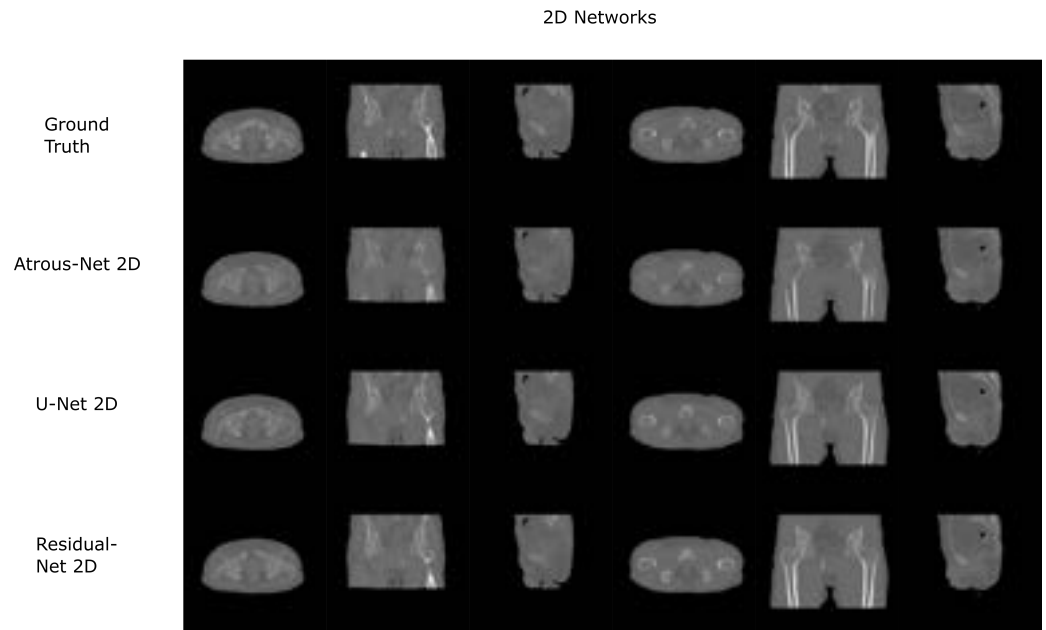 2D Networks
Ground
Truth
Atrous-Net 2D
U-Net 2D
Residual-
Net 2D